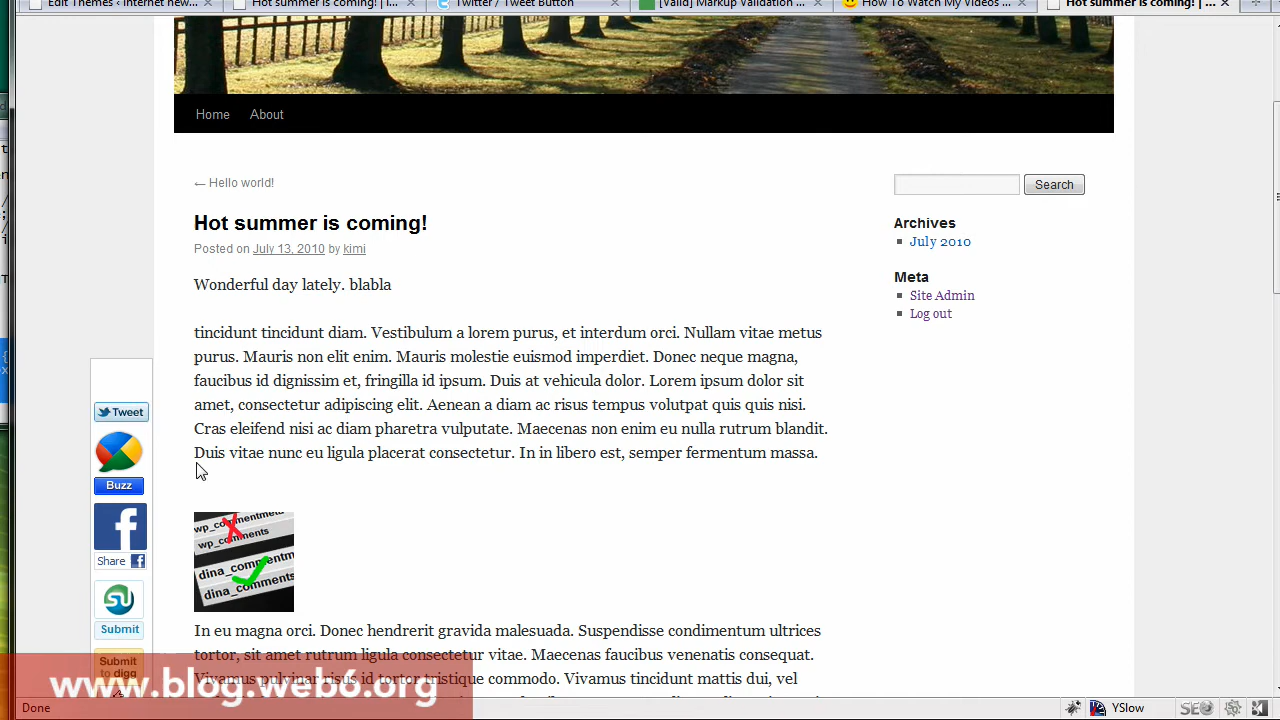 Edit Themes ‹ Internet new...
Hot summer is coming! | ...
Twitter / Tweet Button
[Valid] Markup Validation ...
How To Watch My Videos ...
Hot summer is coming! | ...
Home
About
← Hello world!
Search
Hot summer is coming!
Archives
Posted on July 13, 2010 by kimi
July 2010
Meta
Wonderful day lately. blabla
Site Admin
Log out
tincidunt tincidunt diam. Vestibulum a lorem purus, et interdum orci. Nullam vitae metus
purus. Mauris non elit enim. Mauris molestie euismod imperdiet. Donec neque magna,
faucibus id dignissim et, fringilla id ipsum. Duis at vehicula dolor. Lorem ipsum dolor sit
amet, consectetur adipiscing elit. Aenean a diam ac risus tempus volutpat quis quis nisi.
Cras eleifend nisi ac diam pharetra vulputate. Maecenas non enim eu nulla rutrum blandit.
Duis vitae nunc eu ligula placerat consectetur. In in libero est, semper fermentum massa.
Tweet
Buzz
Share
Submit
Submit
to digg
wp_commentmeta
wp_comments
dina_commentm
dina_comments
In eu magna orci. Donec hendrerit gravida malesuada. Suspendisse condimentum ultrices
tortor, sit amet rutrum ligula consectetur vitae. Maecenas faucibus venenatis consequat.
Vivamus pulvinar risus id tortor tristique commodo. Vivamus tincidunt mattis dui, vel
www.blog.web6.org
Done
YSlow
SEO